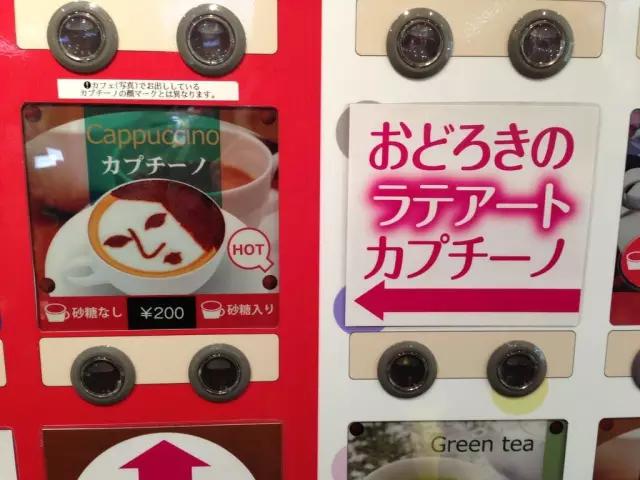 ❶カフェ(写真)でお出ししている
カプチーノの顔マークとは異なります。
Cappuccino
カプチーノ
HOT
砂糖なし
¥200
砂糖入り
おどろきの
ラテアート
カプチーノ
Green tea